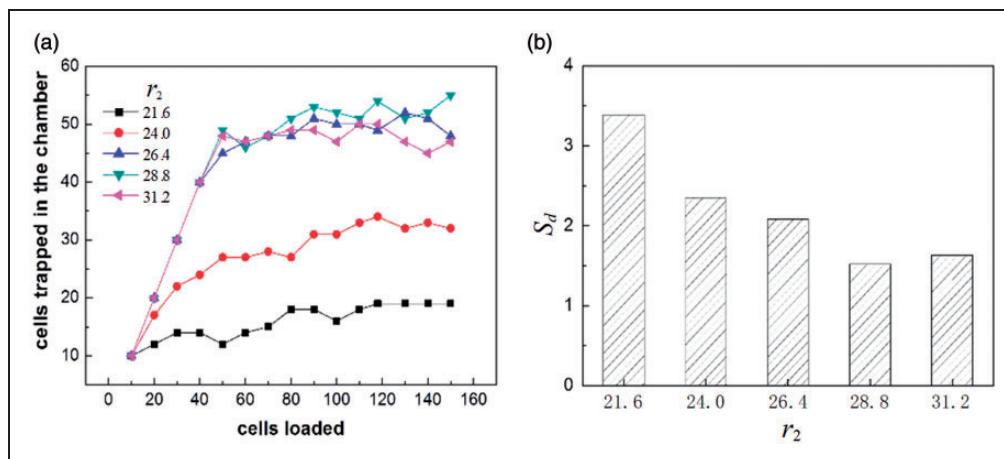 (a)
60
50
40
30
20
10
0 20 40 60 80 100 120 140 160
cells trapped in the chamber
cells loaded
r2
21.6
24.0
26.4
28.8
31.2
(b)
4
3
2
1
0
Sd
21.6 24.0 26.4 28.8 31.2
r2